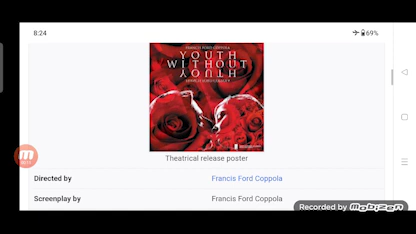 8:24
69%
FRANCIS FORD COPPOLA
YOUTH
WITHOUT
YOUTH
Theatrical release poster
Directed by Francis Ford Coppola
Screenplay by Francis Ford Coppola
Recorded by Mobizen